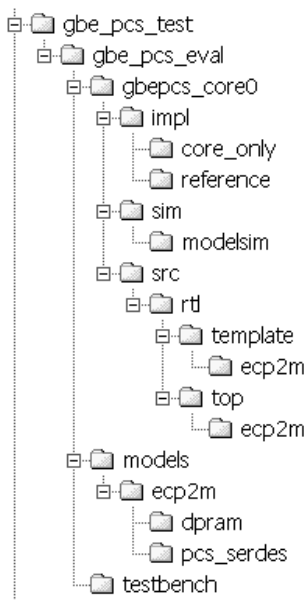 gbe_pcs_test
gbe_pcs_eval
gbepcs_core0
impl
core_only
reference
sim
modelsim
src
rtl
template
ecp2m
top
ecp2m
models
ecp2m
dpram
pcs_serdes
testbench